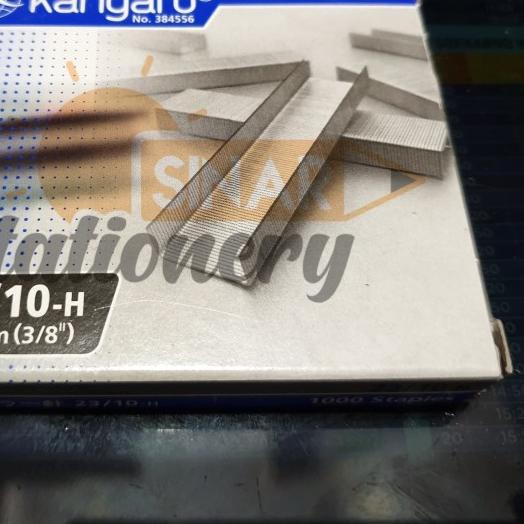 kangaro®
No. 384556
SINAR
Stationery
/10-H
(3/8")
23/10-H
1000 Staples